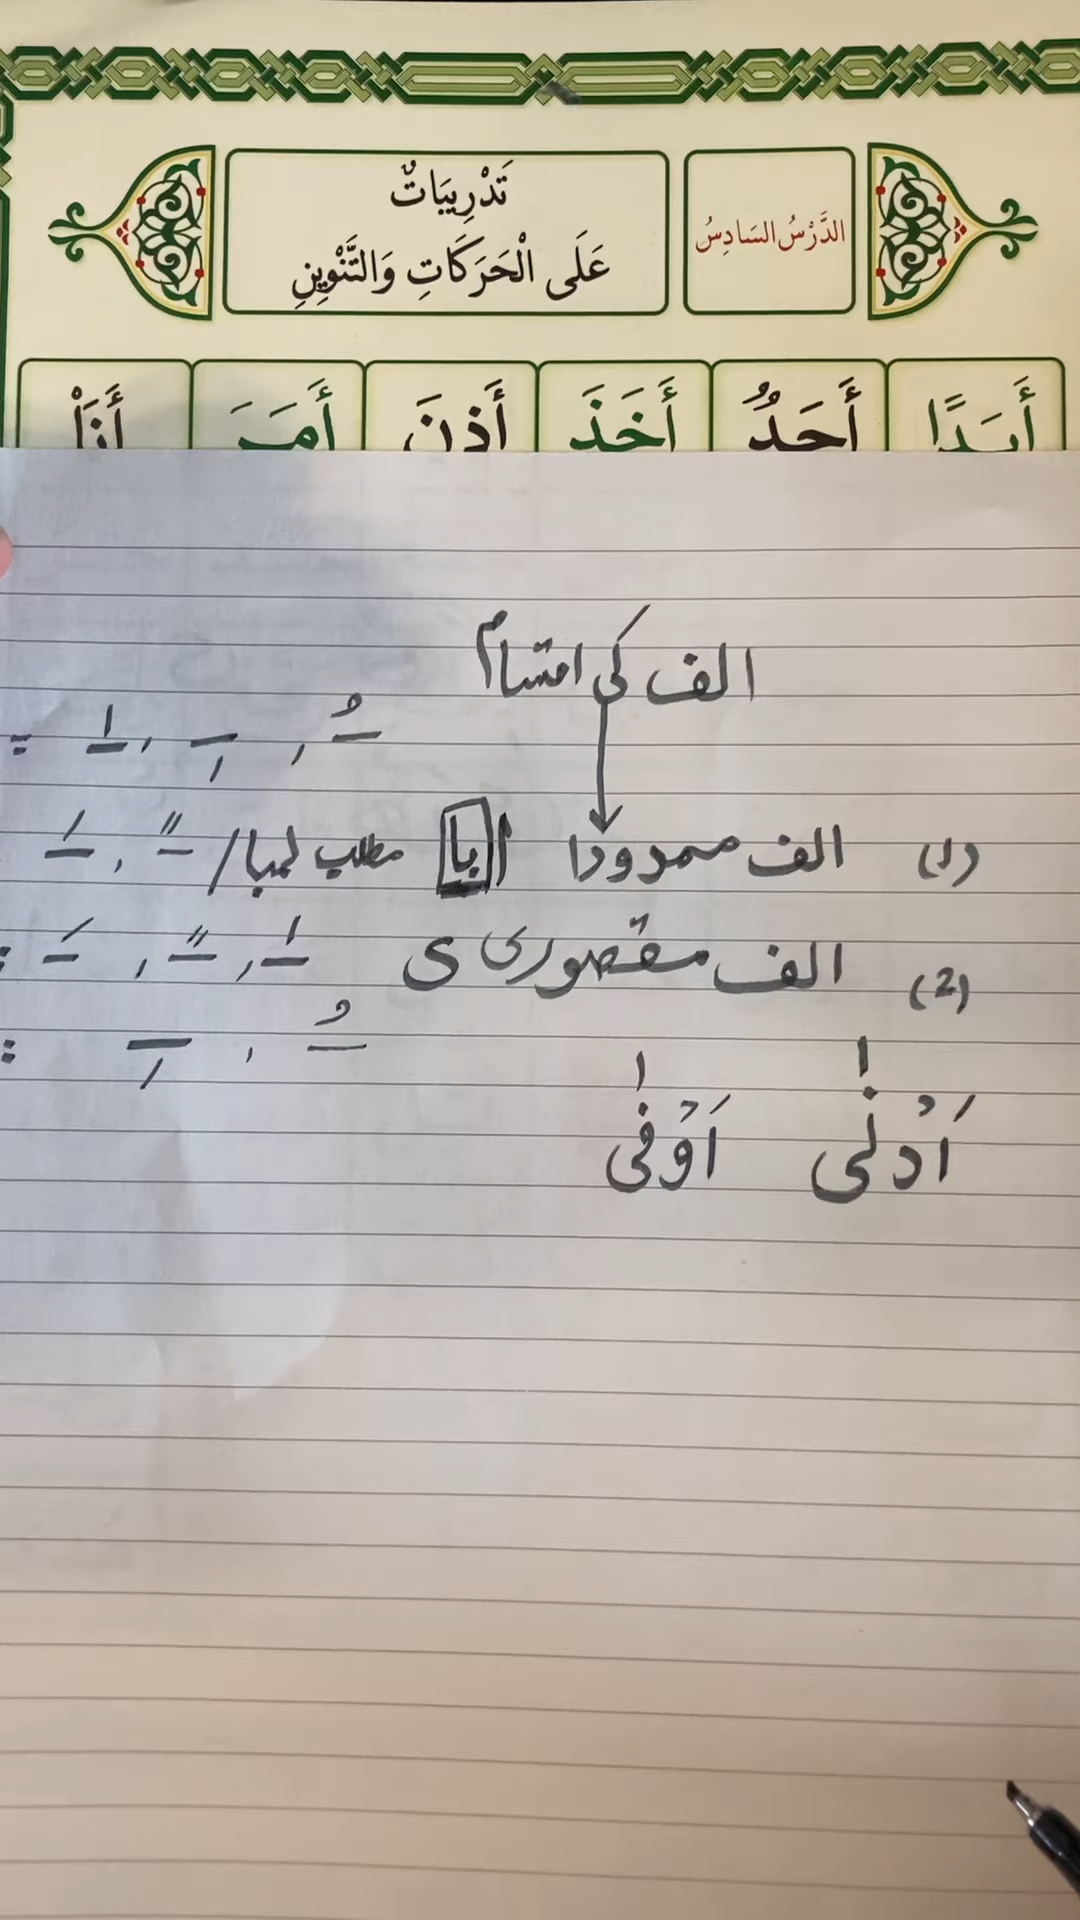 تَدْرِيبَاتٌ
عَلَى الْحَرَكَاتِ وَالتَّنْوِينِ
الدَّرْسُ السَادِسُ
أَبَدًا أَحَدٌ أَخَذَ أَذِنَ أَمَرَ أَنَا۠
الف کی اقسام
(1) الف ممدودا ا با مطلب لمبا /
(2) الف مقصوریٰ ی
اَدْنٰی اَوْفٰی